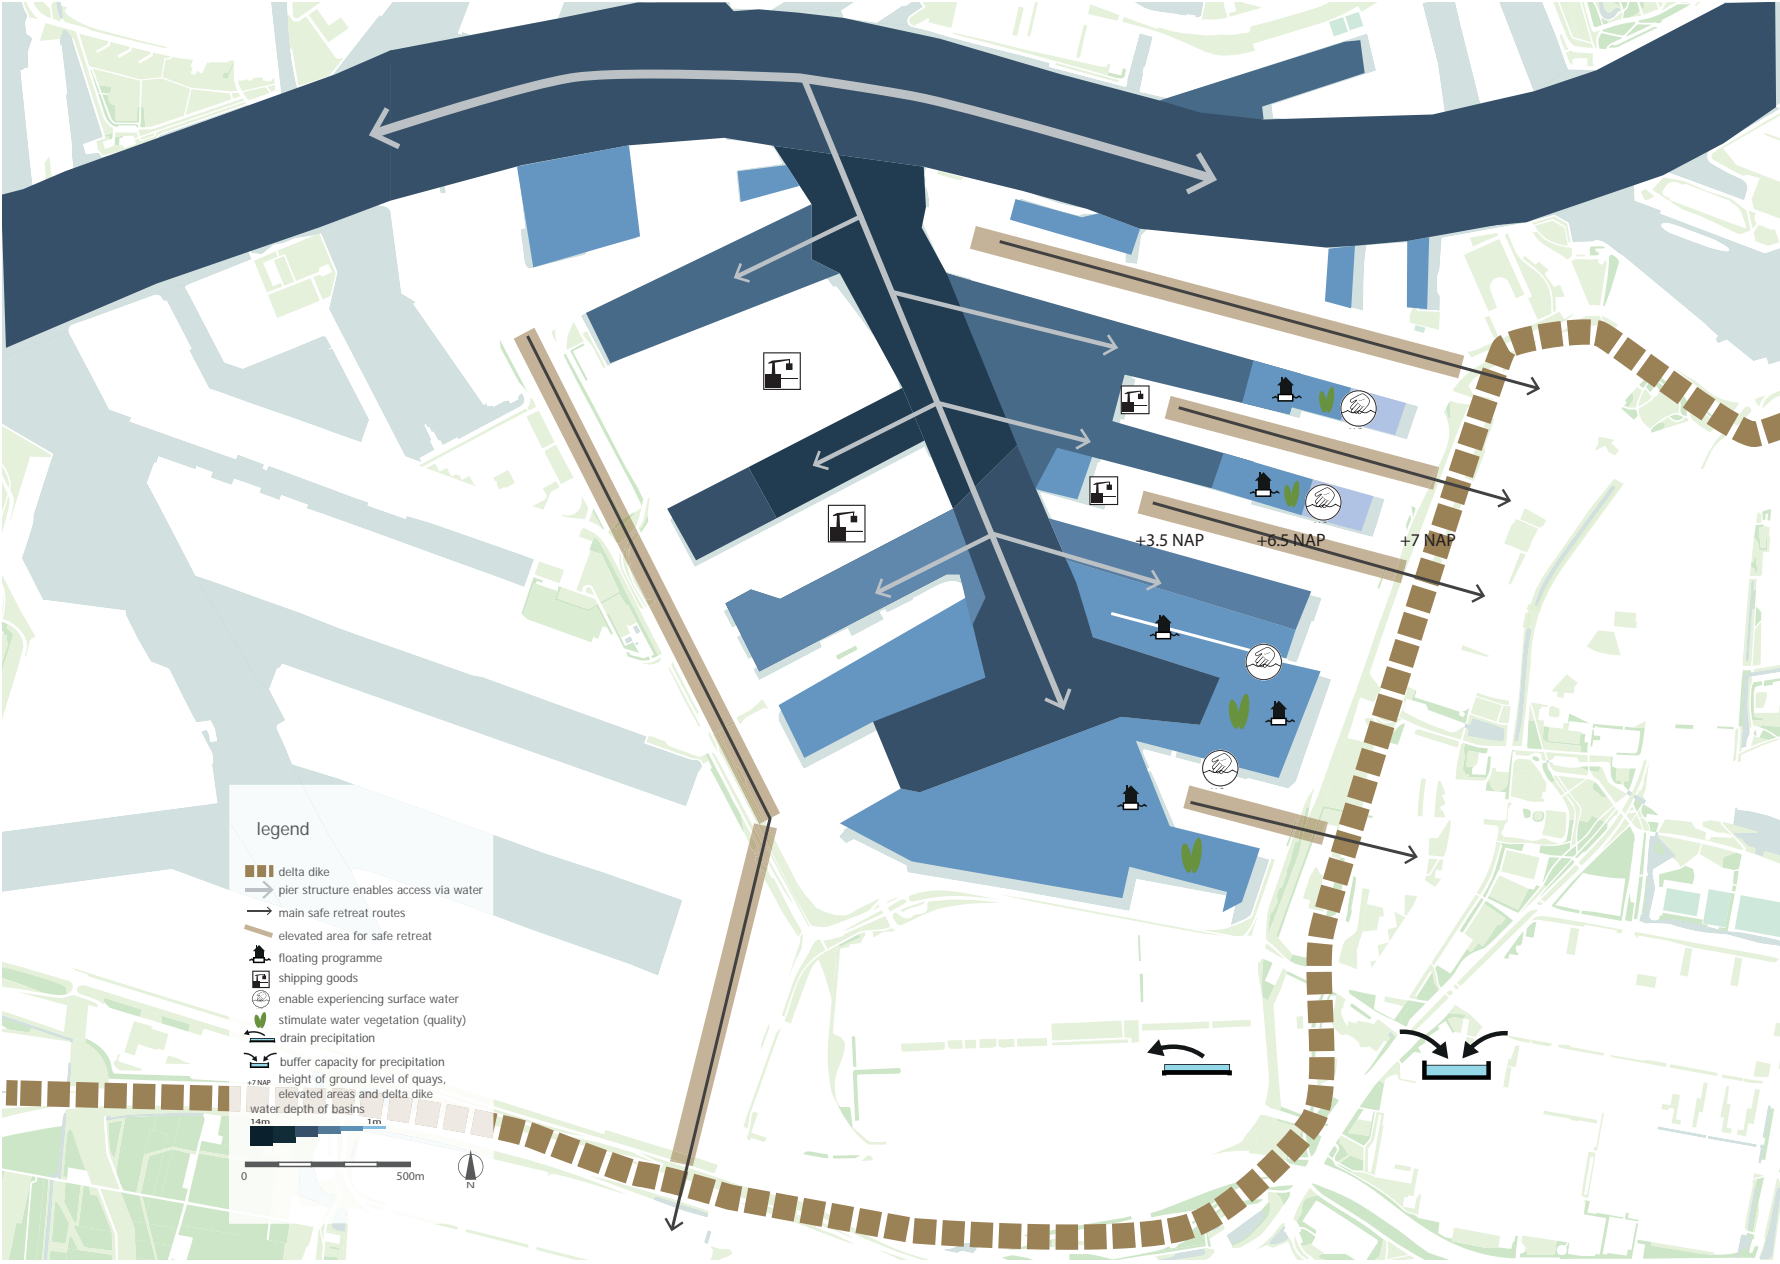 +3.5 NAP
+6.5 NAP
+7 NAP
legend
delta dike
pier structure enables access via water
main safe retreat routes
elevated area for safe retreat
floating programme
shipping goods
enable experiencing surface water
stimulate water vegetation (quality)
drain precipitation
buffer capacity for precipitation
+7 NAP height of ground level of quays,
elevated areas and delta dike
water depth of basins
14m 1m
0 500m
N